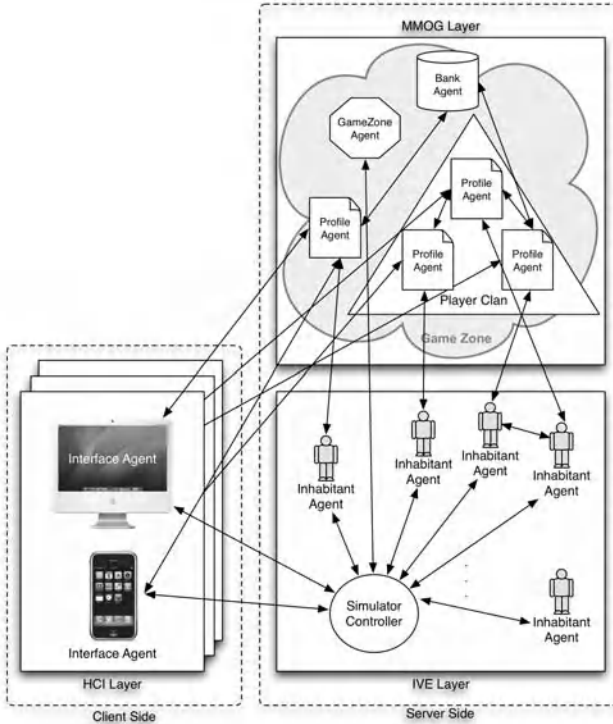 MMOG Layer
Bank
Agent
GameZone
Agent
Profile
Agent
Profile
Agent
Profile
Agent
Profile
Agent
Player Clan
Game Zone
Interface Agent
Interface Agent
HCI Layer
Client Side
Inhabitant
Agent
Inhabitant
Agent
Inhabitant
Agent
Inhabitant
Agent
Inhabitant
Agent
Simulator
Controller
IVE Layer
Server Side